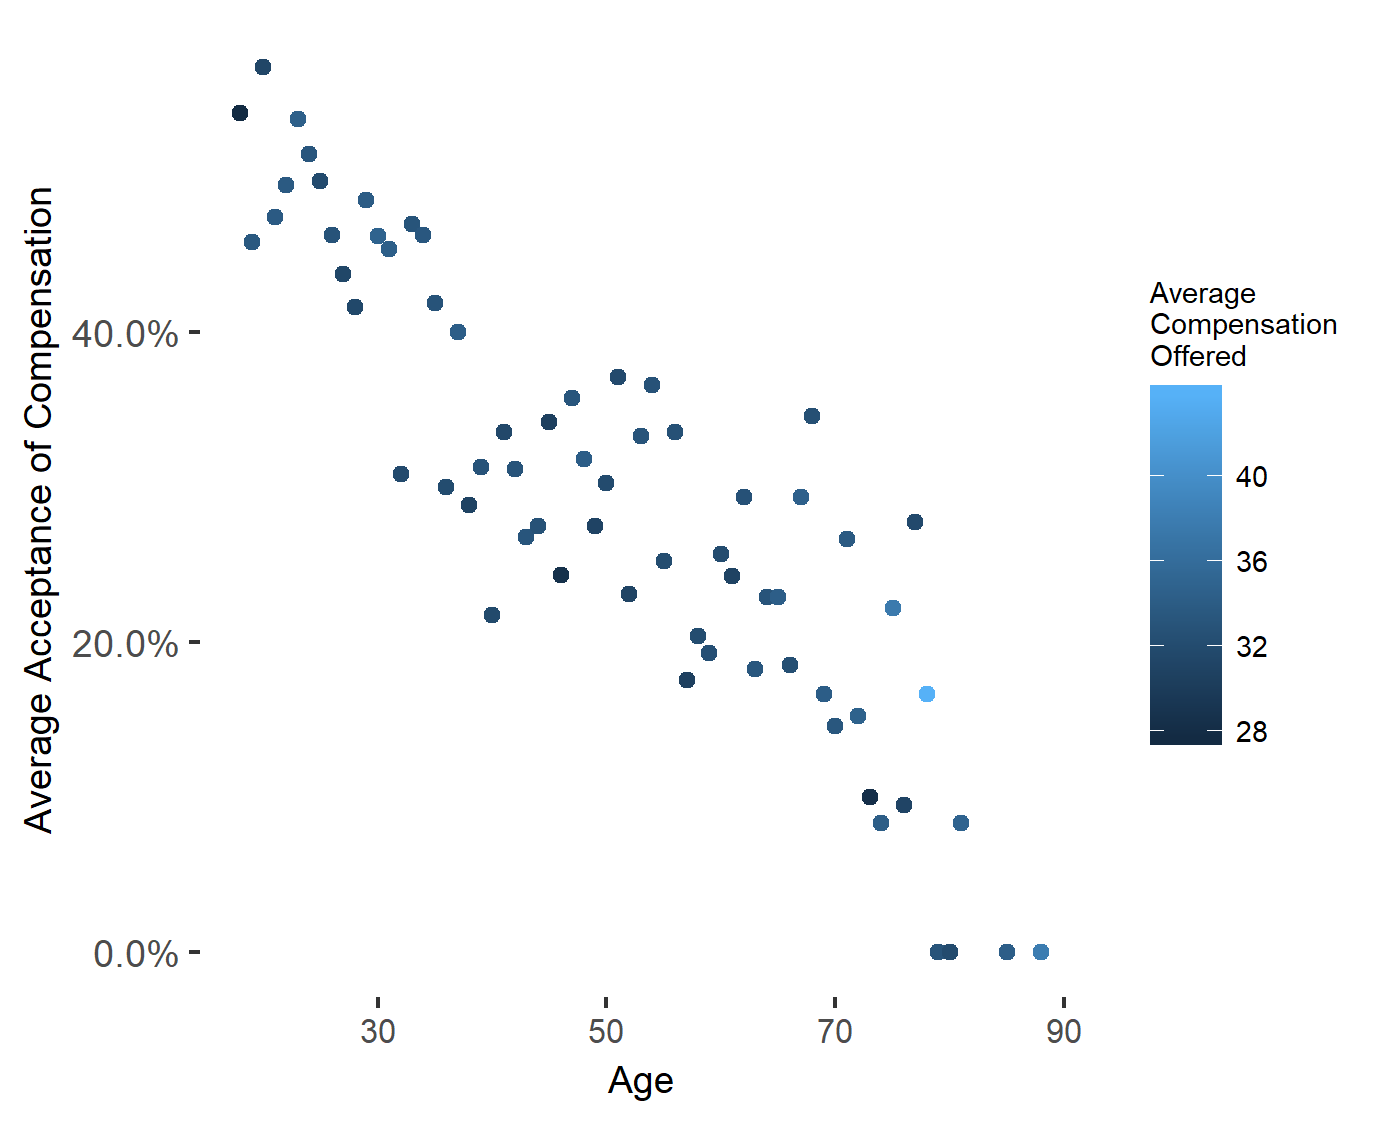 Average Acceptance of Compensation
40.0%
20.0%
0.0%
30
50
70
90
Age
Average
Compensation
Offered
40
36
32
28